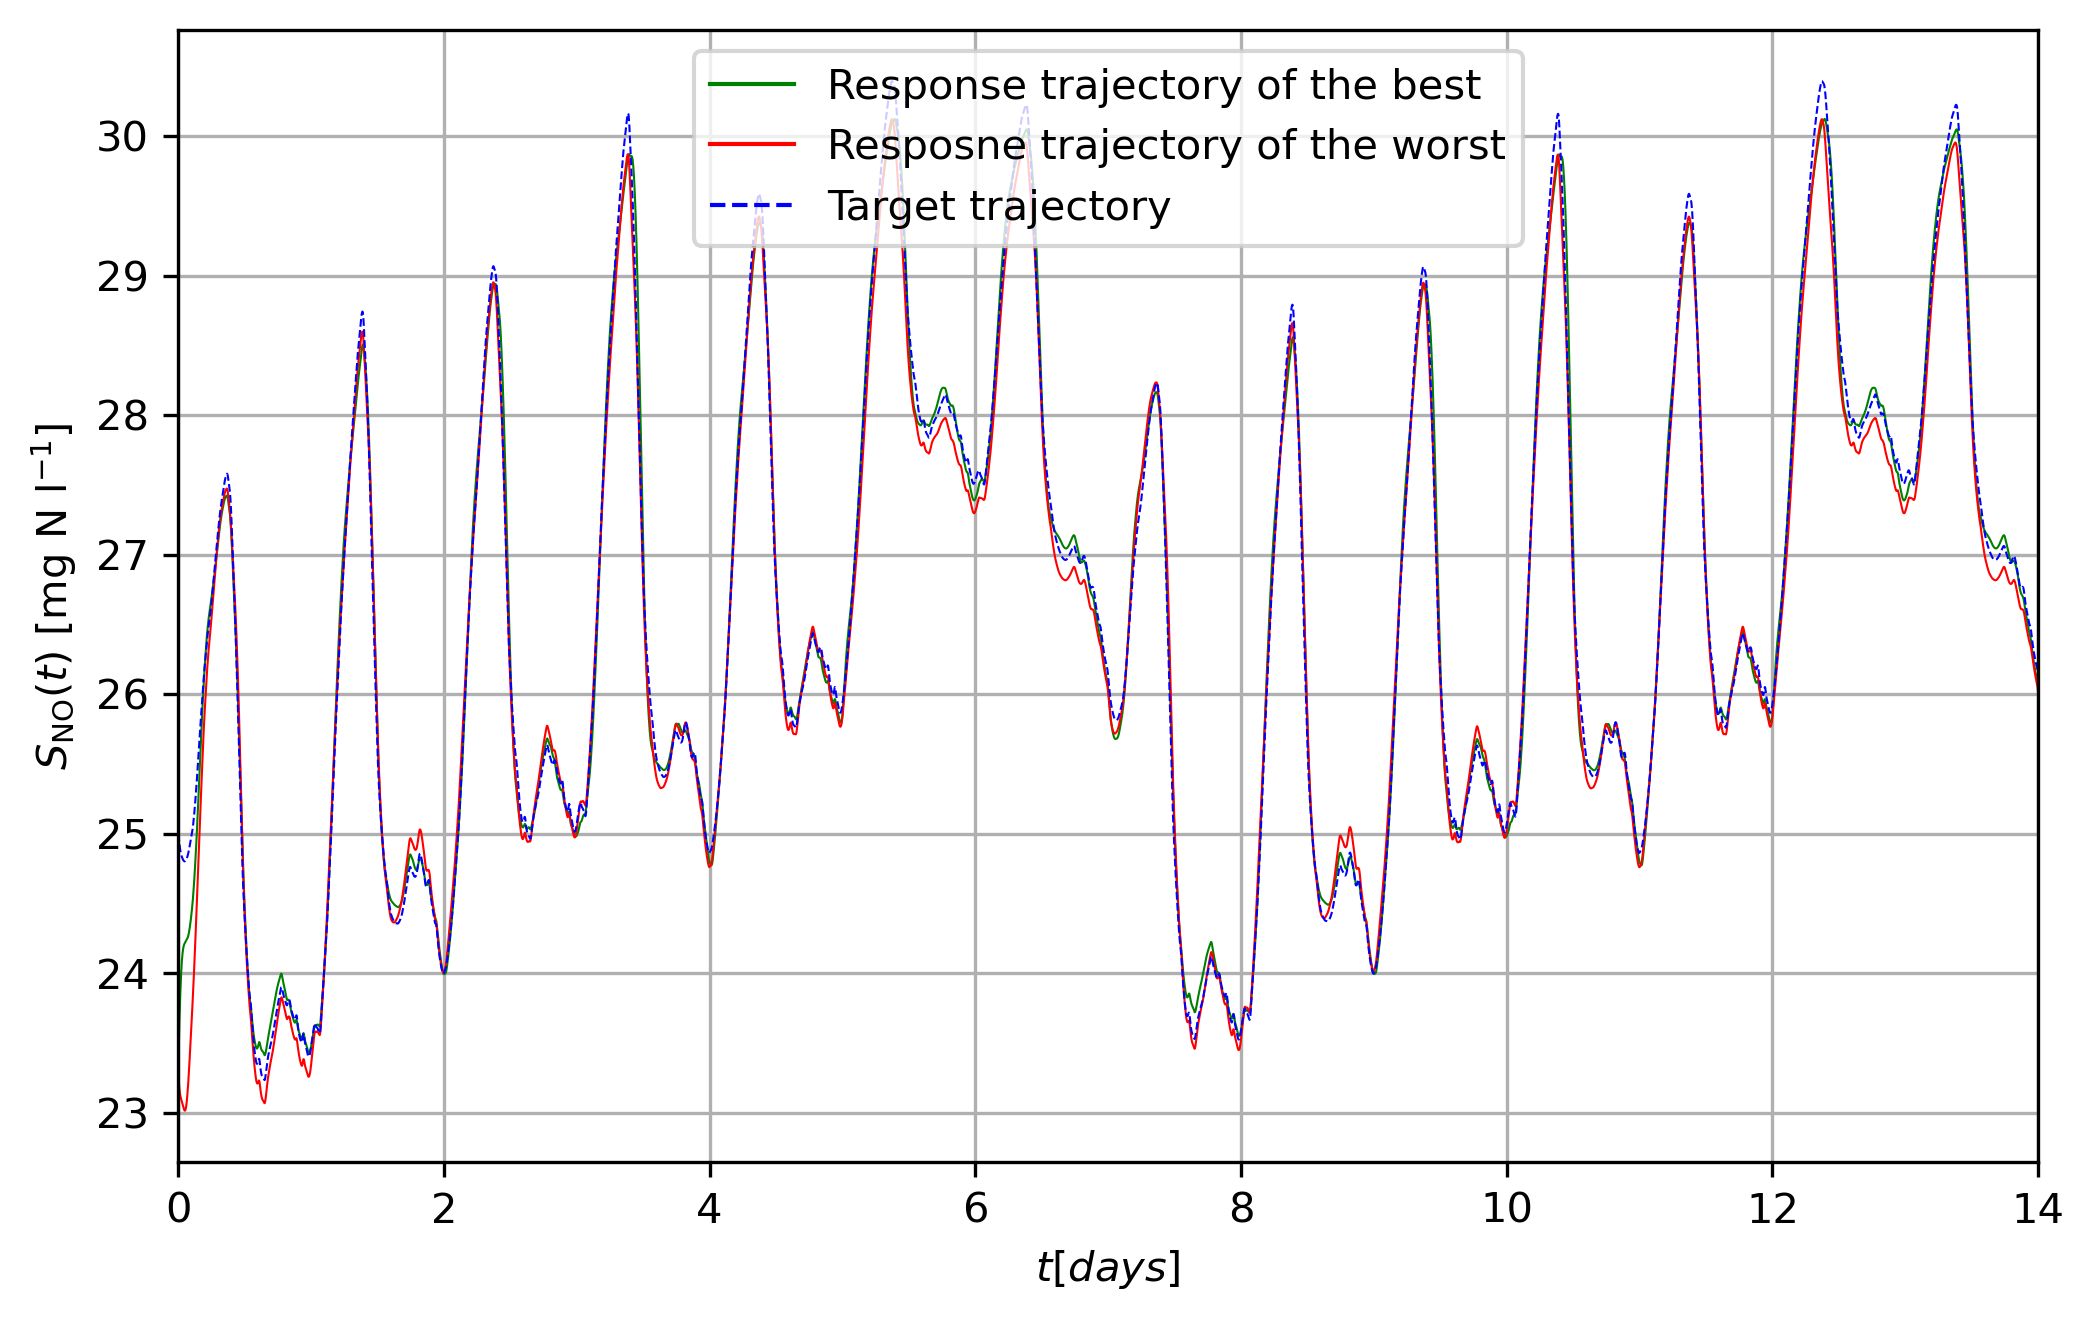 Response trajectory of the best
Resposne trajectory of the worst
Target trajectory
30
29
28
27
26
25
24
23
S_NO(t) [mg N l⁻¹]
0 2 4 6 8 10 12 14
t[days]